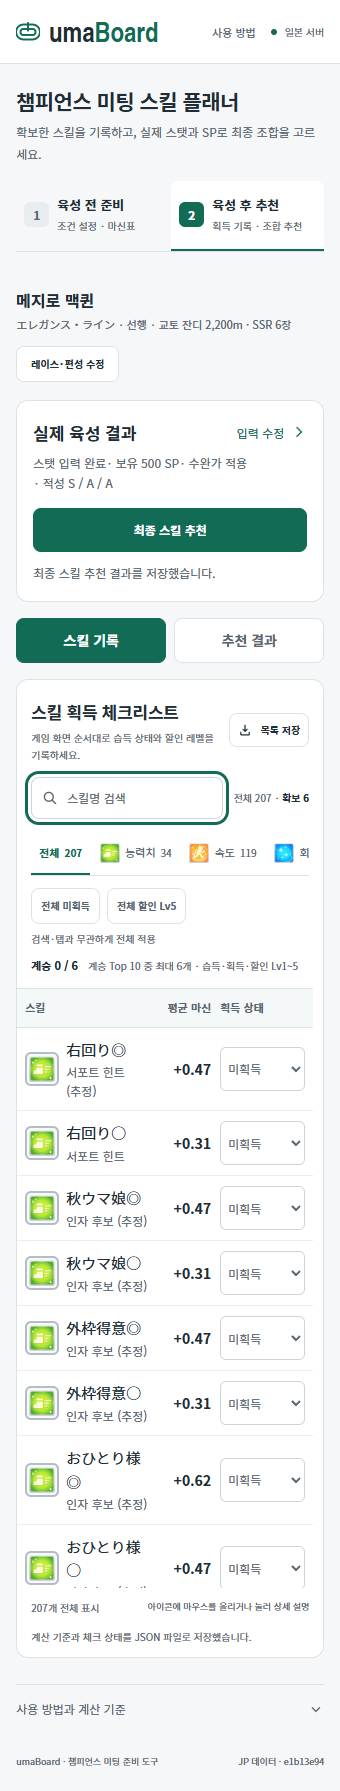 umaBoard
사용 방법
일본 서버
챔피언스 미팅 스킬 플래너
확보한 스킬을 기록하고, 실제 스탯과 SP로 최종 조합을 고르
세요.
1
육성 전 준비
조건 설정 · 마신표
2
육성 후 추천
획득 기록 · 조합 추천
메지로 맥퀸
エレガンス・ライン · 선행 · 교토 잔디 2,200m · SSR 6장
레이스·편성 수정
실제 육성 결과
입력 수정
스탯 입력 완료 · 보유 500 SP · 수완가 적용
· 적성 S / A / A
최종 스킬 추천
최종 스킬 추천 결과를 저장했습니다.
스킬 기록
추천 결과
스킬 획득 체크리스트
게임 화면 순서대로 습득 상태와 할인 레벨을
기록하세요.
목록 저장
스킬명 검색
전체 207 · 확보 6
전체 207
능력치 34
속도 119
회
전체 미획득
전체 할인 Lv5
검색·탭과 무관하게 전체 적용
계승 0 / 6
계승 Top 10 중 최대 6개 · 습득·획득·할인 Lv1~5
스킬
평균 마신
획득 상태
右回り◎
서포트 힌트
(추정)
+0.47
미획득
右回り○
서포트 힌트
+0.31
미획득
秋ウマ娘◎
인자 후보 (추정)
+0.47
미획득
秋ウマ娘○
인자 후보 (추정)
+0.31
미획득
外枠得意◎
인자 후보 (추정)
+0.47
미획득
外枠得意○
인자 후보 (추정)
+0.31
미획득
おひとり様
◎
인자 후보 (추정)
+0.62
미획득
おひとり様
○
+0.47
미획득
207개 전체 표시
아이콘에 마우스를 올리거나 눌러 상세 설명
계산 기준과 체크 상태를 JSON 파일로 저장했습니다.
사용 방법과 계산 기준
umaBoard · 챔피언스 미팅 준비 도구
JP 데이터 · e1b13e94